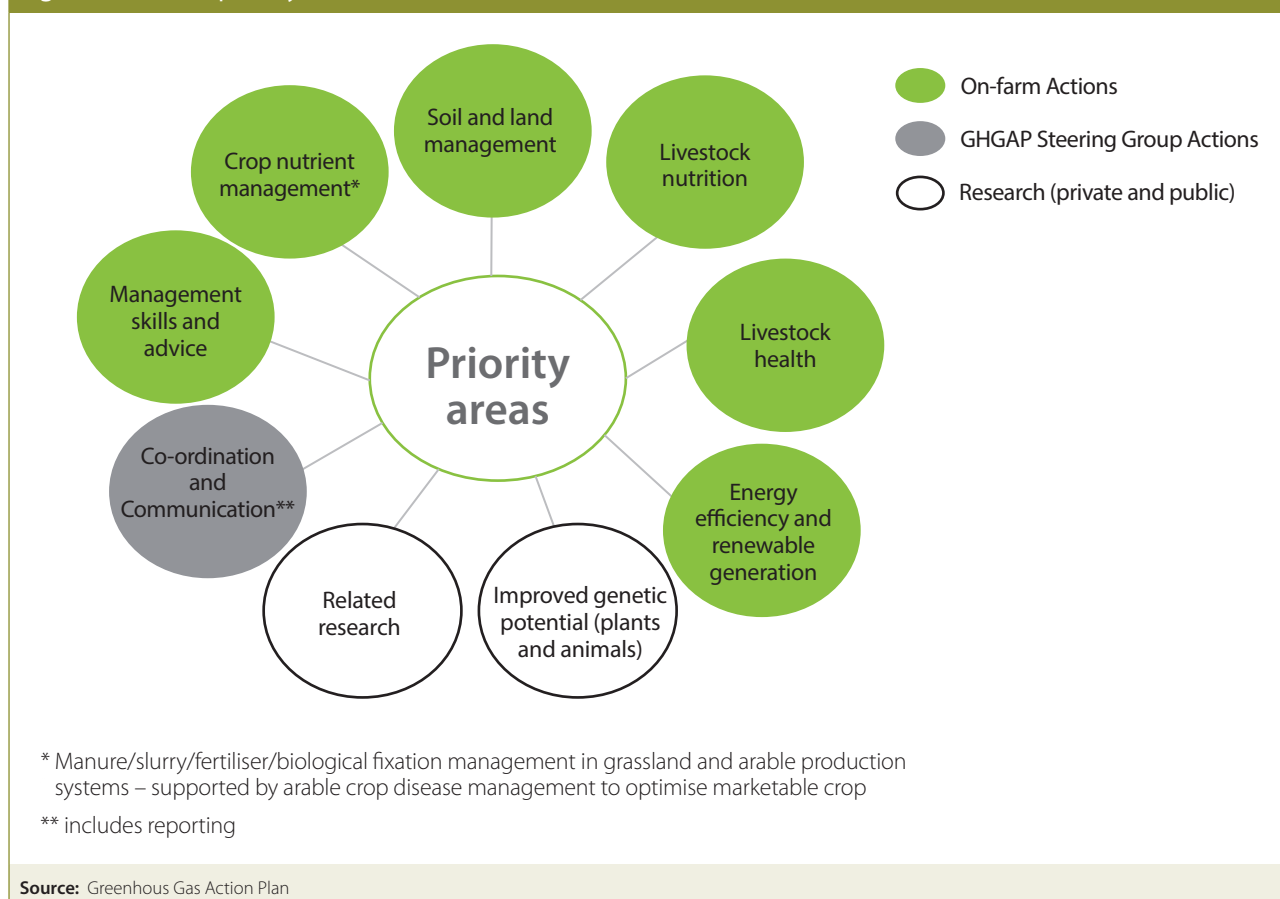 Soil and land
management
Crop nutrient
management*
Livestock
nutrition
Management
skills and
advice
Livestock
health
Priority
areas
Co-ordination
and
Communication**
Energy
efficiency and
renewable
generation
Related
research
Improved genetic
potential (plants
and animals)
On-farm Actions
GHGAP Steering Group Actions
Research (private and public)
* Manure/slurry/fertiliser/biological fixation management in grassland and arable production
systems – supported by arable crop disease management to optimise marketable crop
** includes reporting
Source: Greenhous Gas Action Plan